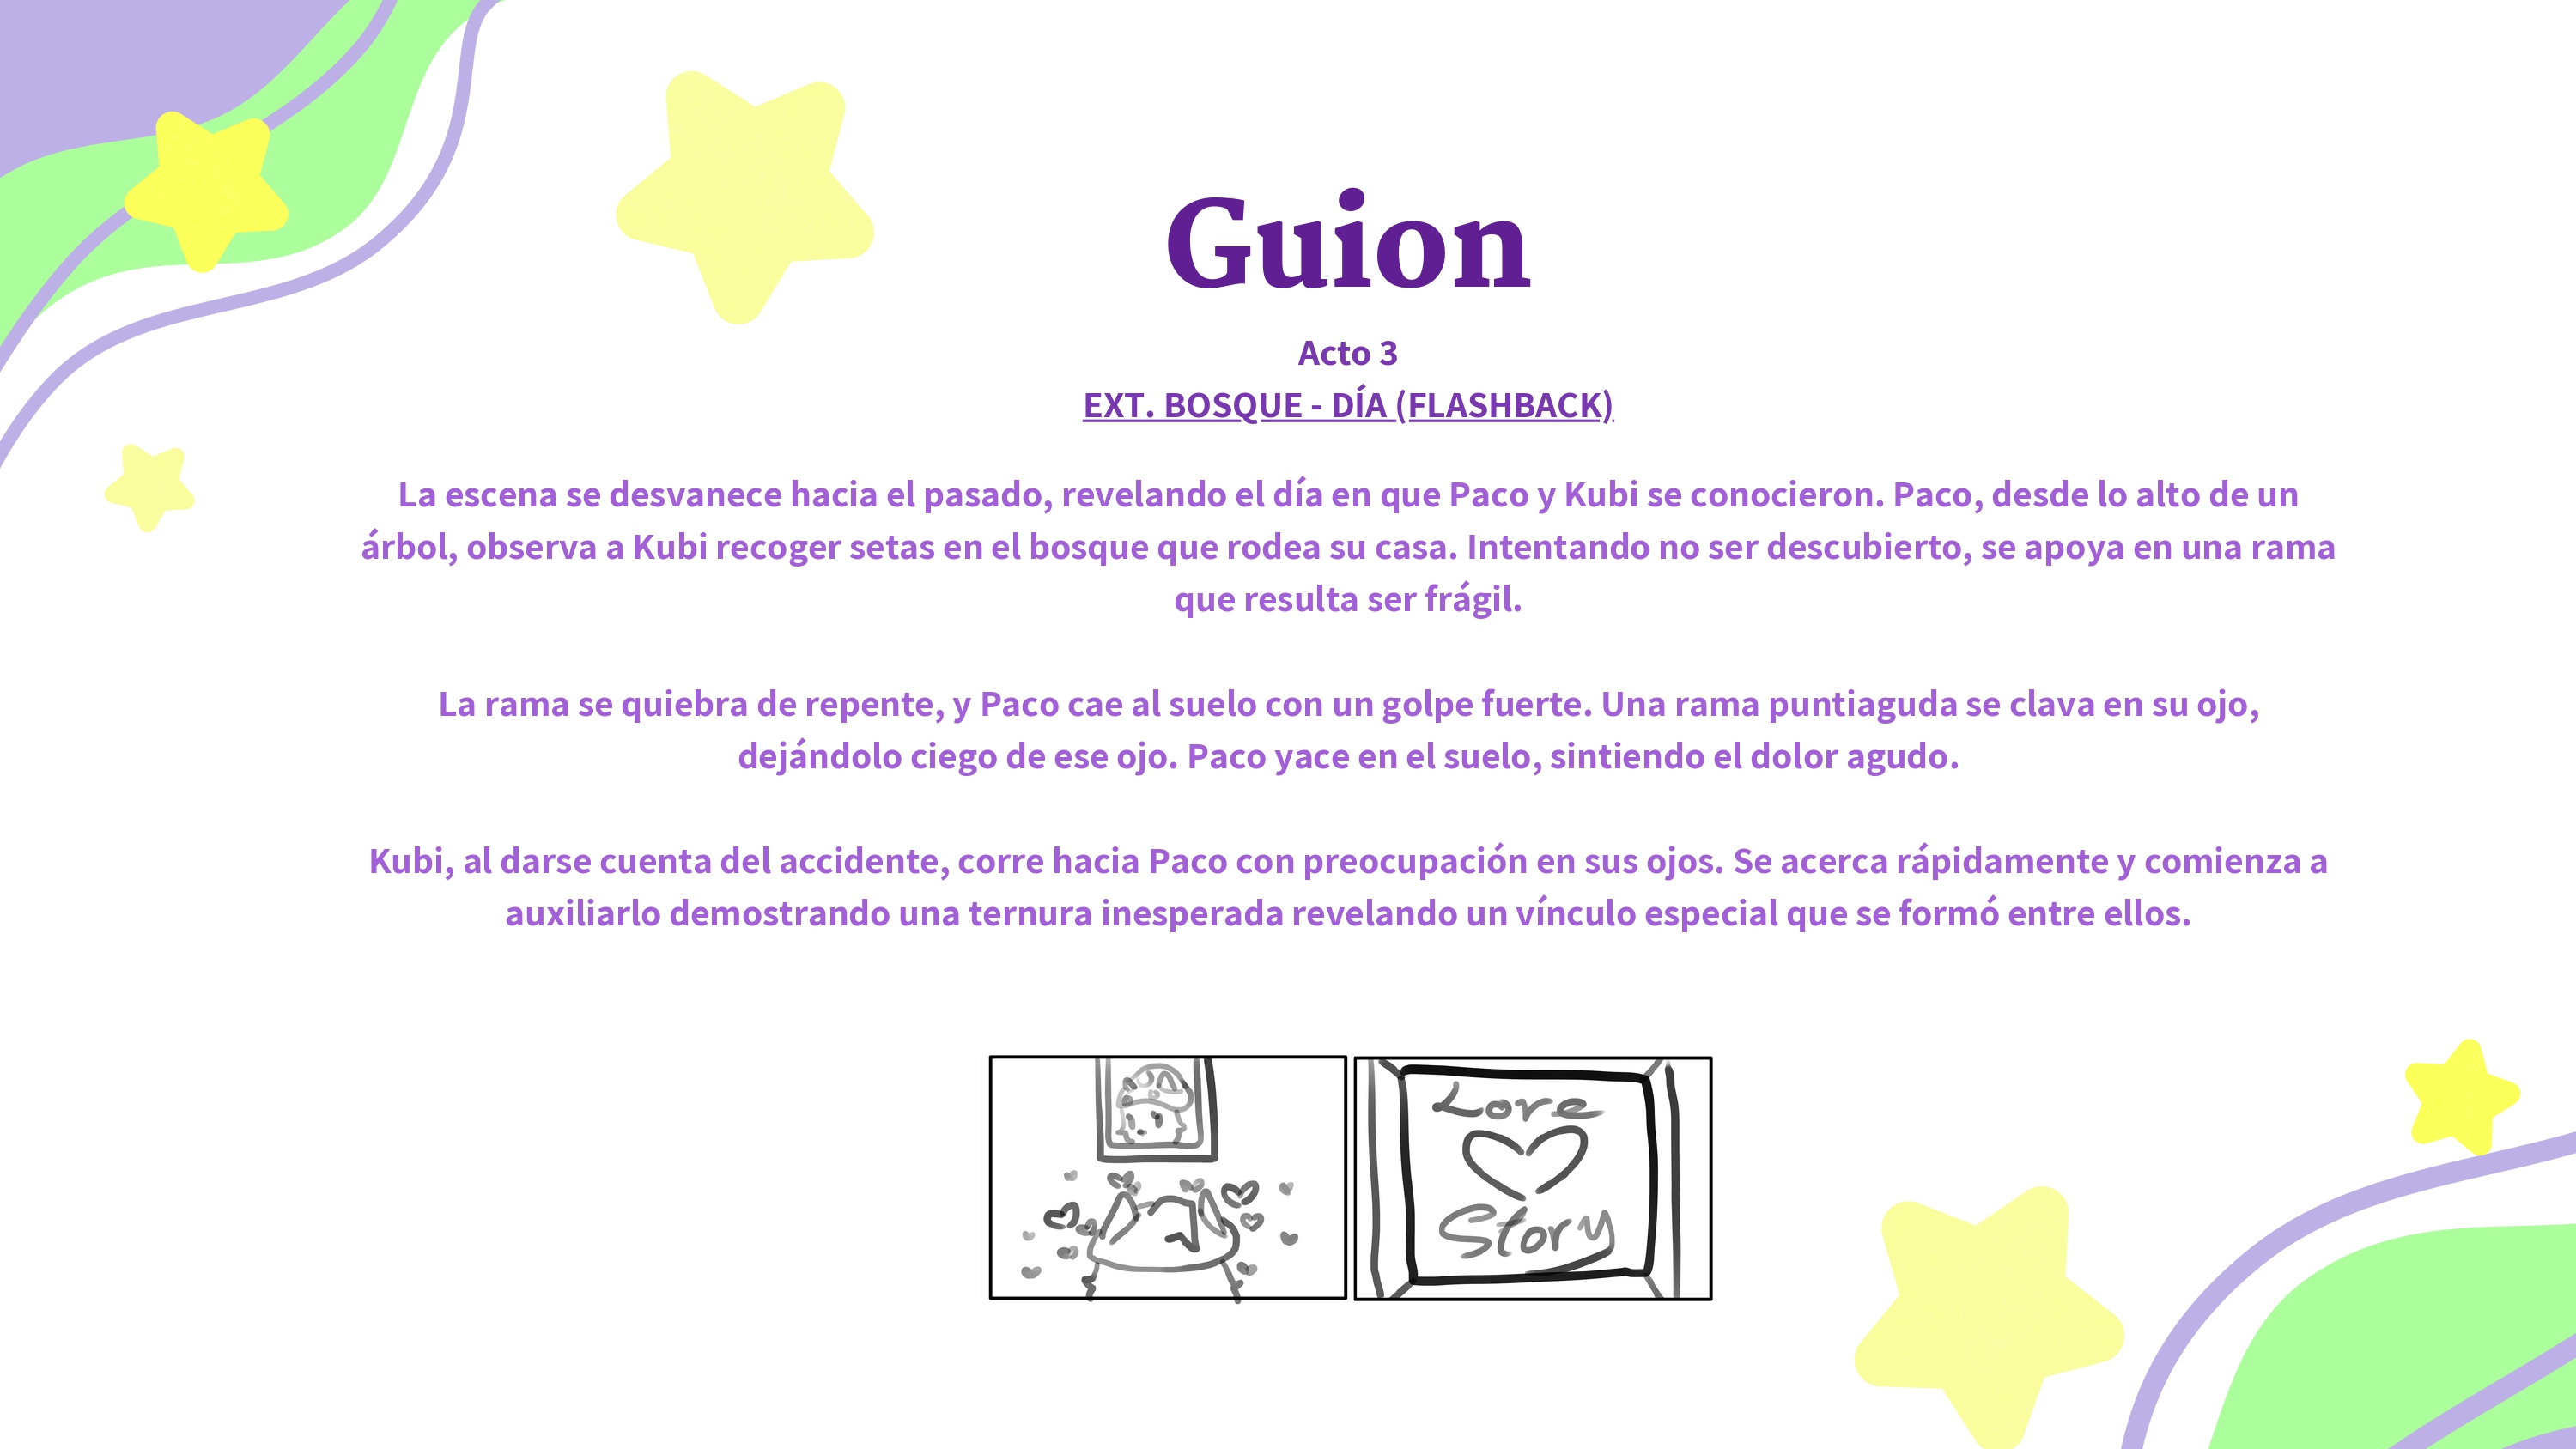 Guion
Acto 3
EXT. BOSQUE - DÍA (FLASHBACK)
La escena se desvanece hacia el pasado, revelando el día en que Paco y Kubi se conocieron. Paco, desde lo alto de un
árbol, observa a Kubi recoger setas en el bosque que rodea su casa. Intentando no ser descubierto, se apoya en una rama
que resulta ser frágil.
La rama se quiebra de repente, y Paco cae al suelo con un golpe fuerte. Una rama puntiaguda se clava en su ojo,
dejándolo ciego de ese ojo. Paco yace en el suelo, sintiendo el dolor agudo.
Kubi, al darse cuenta del accidente, corre hacia Paco con preocupación en sus ojos. Se acerca rápidamente y comienza a
auxiliarlo demostrando una ternura inesperada revelando un vínculo especial que se formó entre ellos.
Love
Story